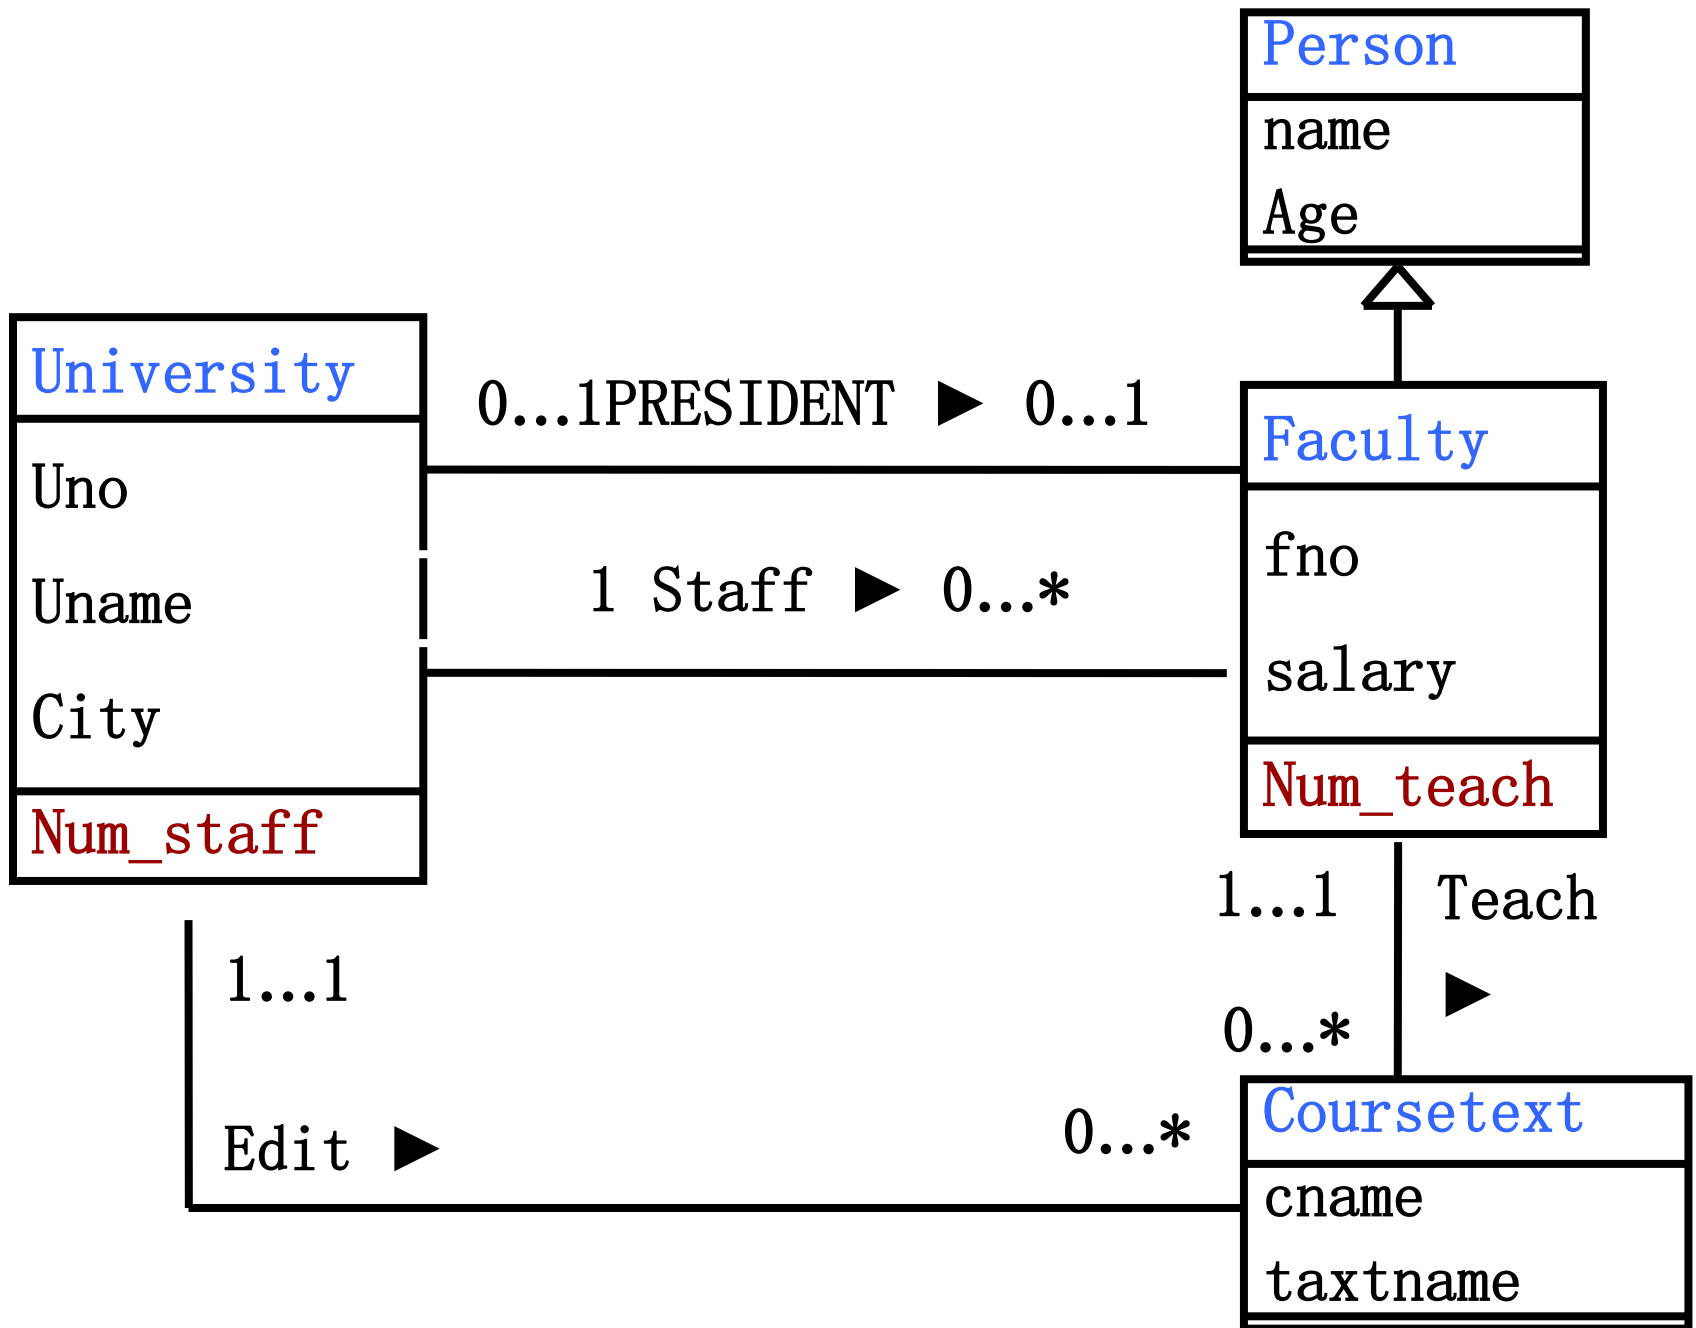 Person
name
Age
University
Uno
Uname
City
Num_staff
0...1PRESIDENT ► 0...1
1 Staff ► 0...*
Faculty
fno
salary
Num_teach
1...1
Teach
►
0...*
1...1
Edit ►
0...*
Coursetext
cname
taxtname